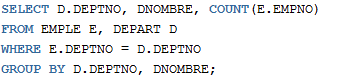 SELECT D.DEPTNO, DNOMBRE, COUNT(E.EMPNO)
FROM EMPLE E, DEPART D
WHERE E.DEPTNO = D.DEPTNO
GROUP BY D.DEPTNO, DNOMBRE;